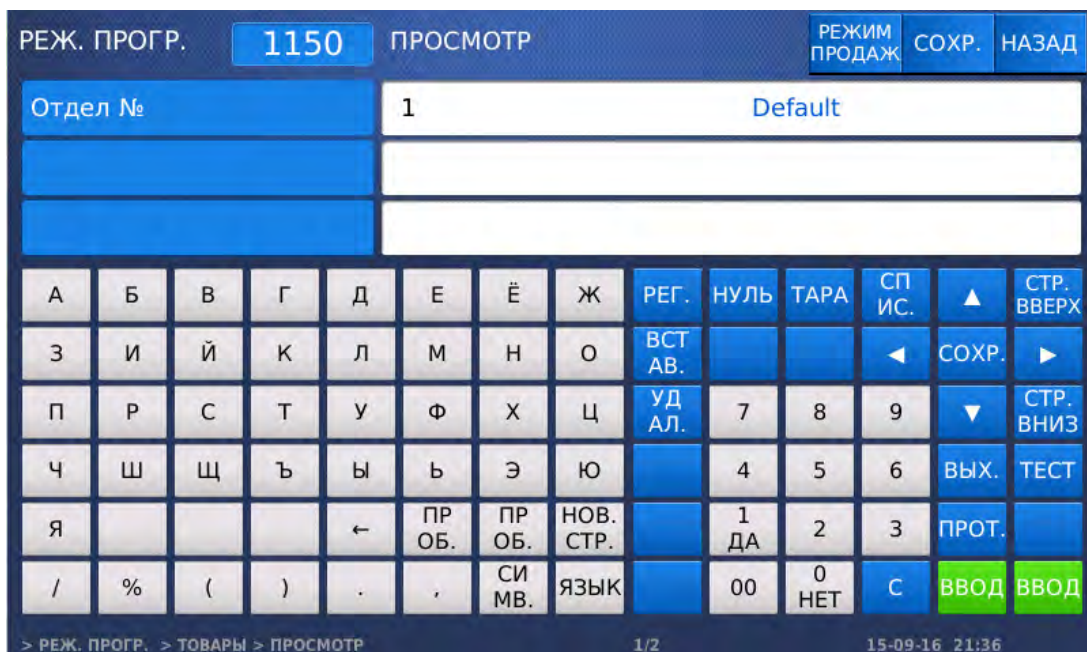 РЕЖ. ПРОГР. 1150 ПРОСМОТР РЕЖИМ ПРОДАЖ СОХР. НАЗАД
Отдел № 1 Default
А Б В Г Д Е Ё Ж РЕГ. НУЛЬ ТАРА СП ИС. ▲ СТР. ВВЕРХ
З И Й К Л М Н О ВСТ АВ. ◀ СОХР. ▶
П Р С Т У Ф Х Ц УД АЛ. 7 8 9 ▼ СТР. ВНИЗ
Ч Ш Щ Ъ Ы Ь Э Ю 4 5 6 ВЫХ. ТЕСТ
Я ← ПР ОБ. ПР ОБ. НОВ. СТР. 1 ДА 2 3 ПРОТ.
/ % ( ) . , СИ МВ. ЯЗЫК 00 0 НЕТ С ВВОД ВВОД
> РЕЖ. ПРОГР. > ТОВАРЫ > ПРОСМОТР 1/2 15-09-16 21:36